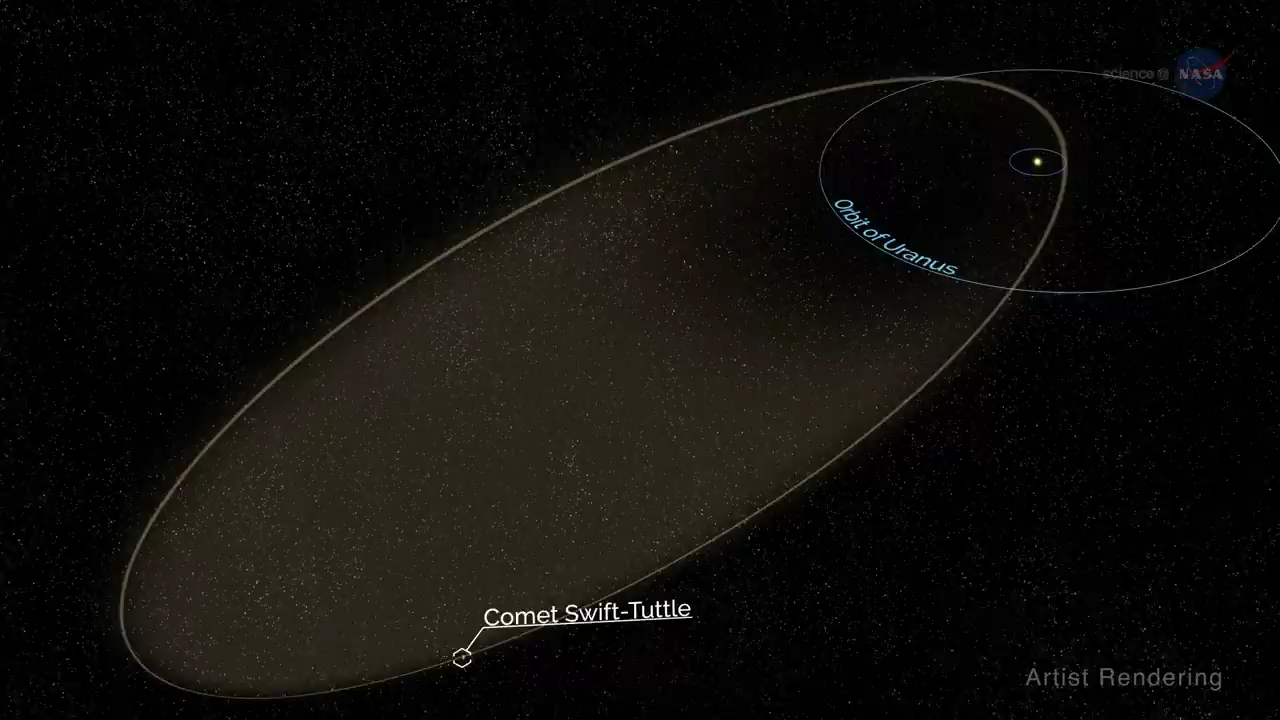 science@ NASA
Orbit of Uranus
Comet Swift-Tuttle
Artist Rendering